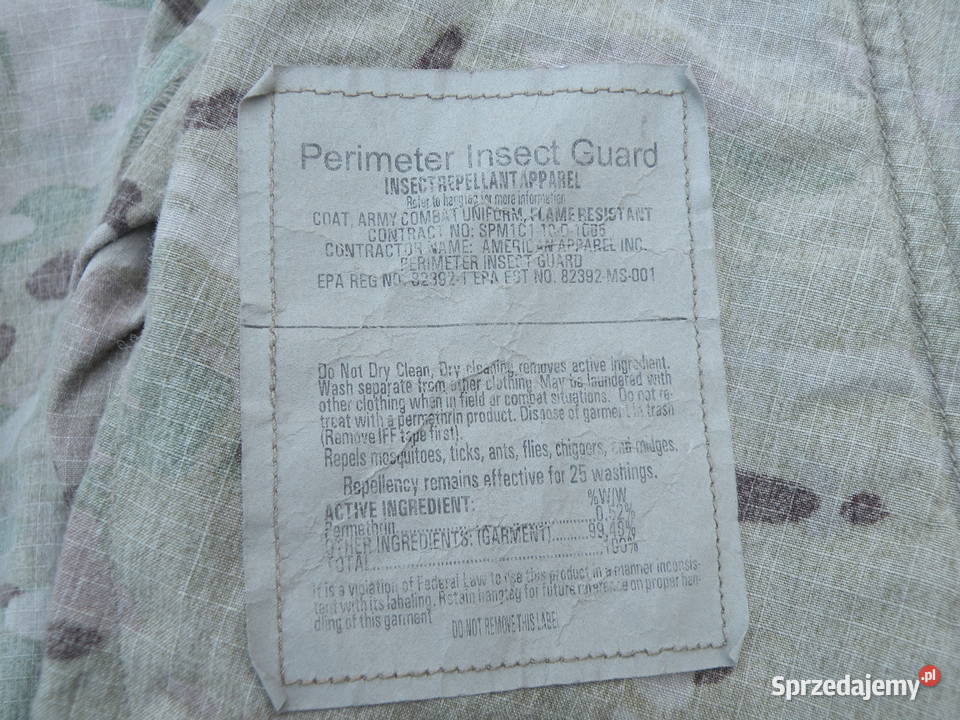 Perimeter Insect Guard
INSECT REPELLANT APPAREL
Refer to hangtag for more information
COAT, ARMY COMBAT UNIFORM, FLAME RESISTANT
CONTRACT NO: SPM1C1-10-D-1065
CONTRACTOR NAME: AMERICAN APPAREL INC.
PERIMETER INSECT GUARD
EPA REG NO. 82392-1 EPA EST NO. 82392-MS-001
Do Not Dry Clean, Dry cleaning removes active ingredient.
Wash separate from other clothing. May be laundered with
other clothing when in field or combat situations. Do not re-
treat with a permethrin product. Dispose of garment in trash
(Remove IFF tape first).
Repels mosquitoes, ticks, ants, flies, chiggers, and midges.
Repellency remains effective for 25 washings.
ACTIVE INGREDIENT: %W/W
Permethrin..............................0.52%
OTHER INGREDIENTS: (GARMENT).........99.48%
TOTAL....................................100%
It is a violation of Federal Law to use this product in a manner inconsis-
tent with its labaling. Retain hangtag for future reference on proper han-
dling of this garment
DO NOT REMOVE THIS LABEL
Sprzedajemy.pl